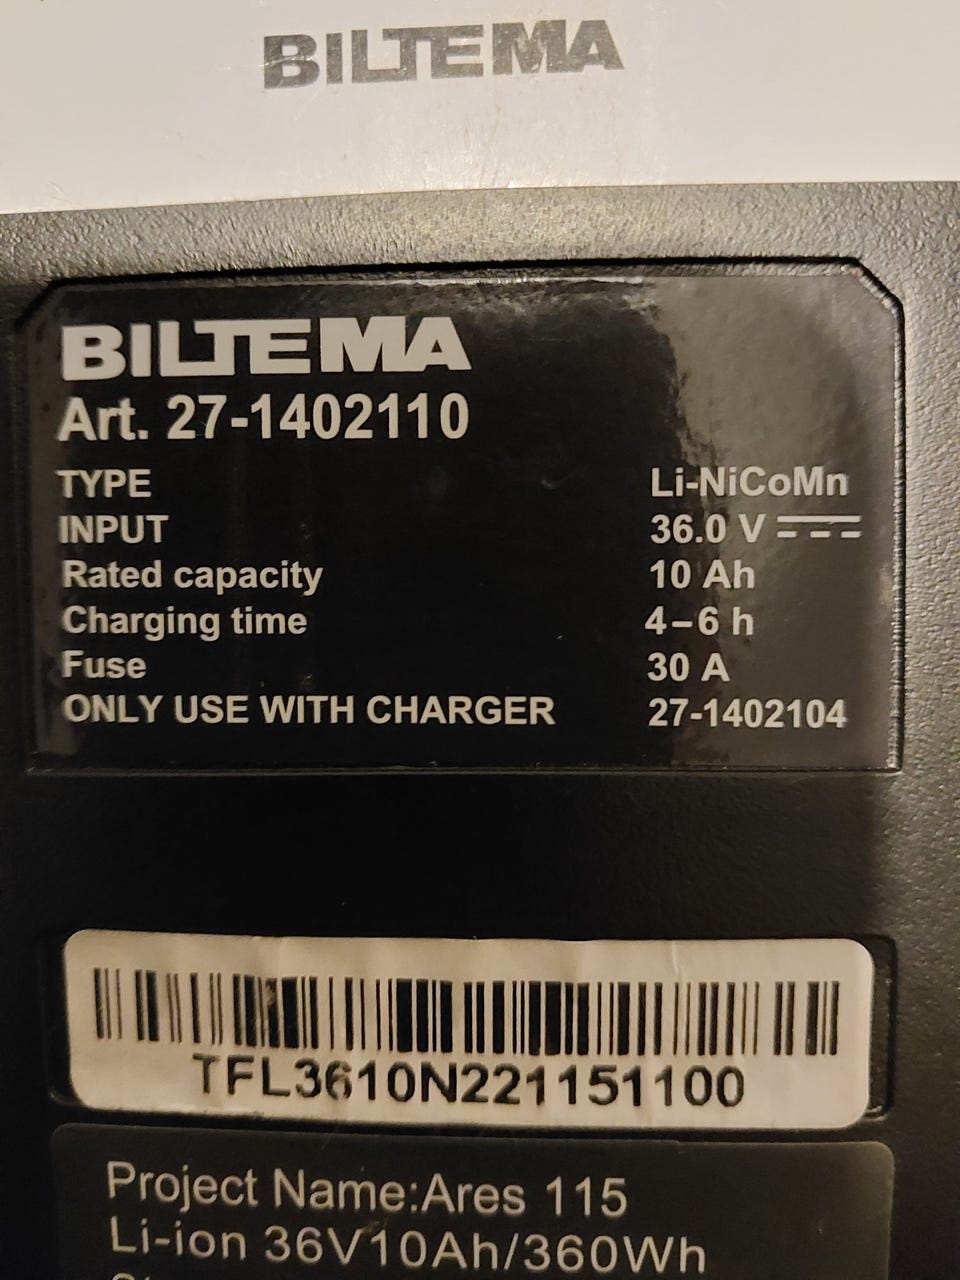 BILTEMA
BILTEMA
Art. 27-1402110
TYPE Li-NiCoMn
INPUT 36.0 V
Rated capacity 10 Ah
Charging time 4–6 h
Fuse 30 A
ONLY USE WITH CHARGER 27-1402104
TFL3610N221151100
Project Name:Ares 115
Li-ion 36V10Ah/360Wh